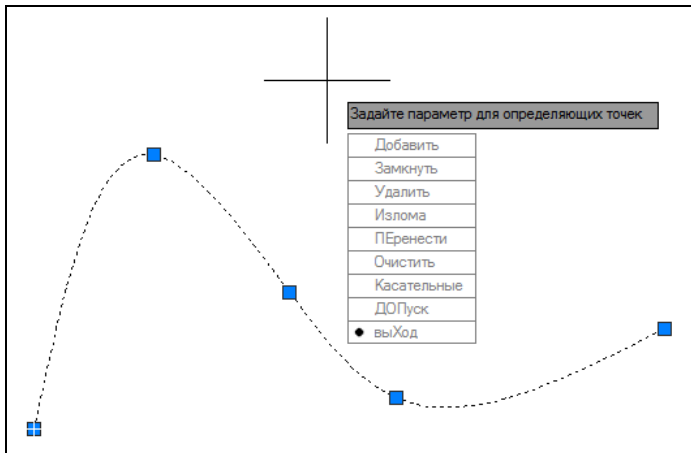 Задайте параметр для определяющих точек
Добавить
Замкнуть
Удалить
Излома
ПЕренести
Очистить
Касательные
ДОПуск
выХод